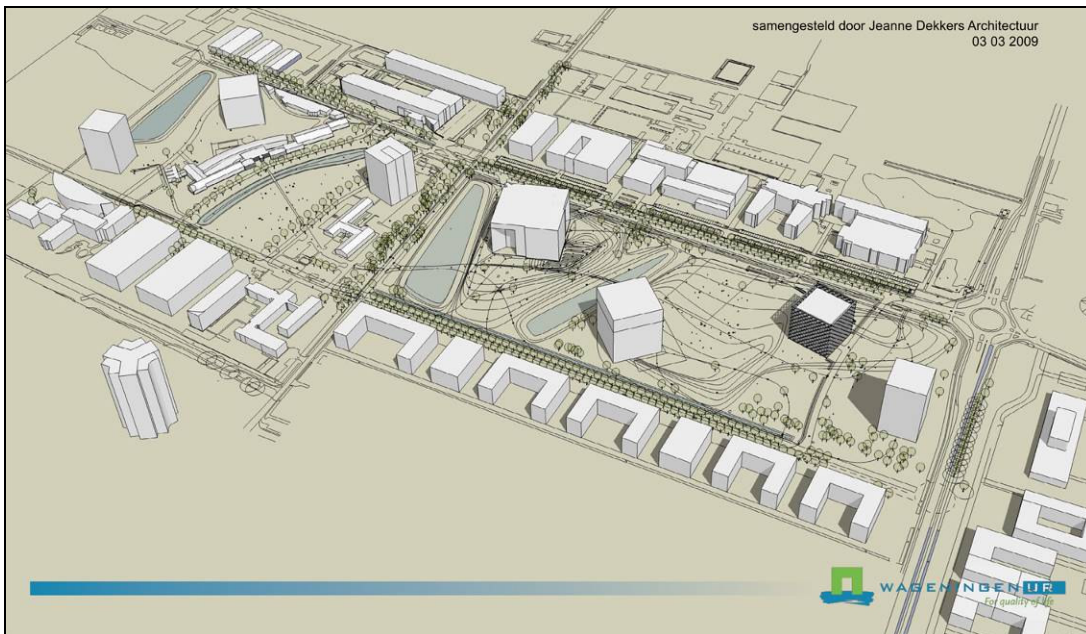 samengesteld door Jeanne Dekkers Architectuur
03 03 2009
WAGENINGEN UR
For quality of life